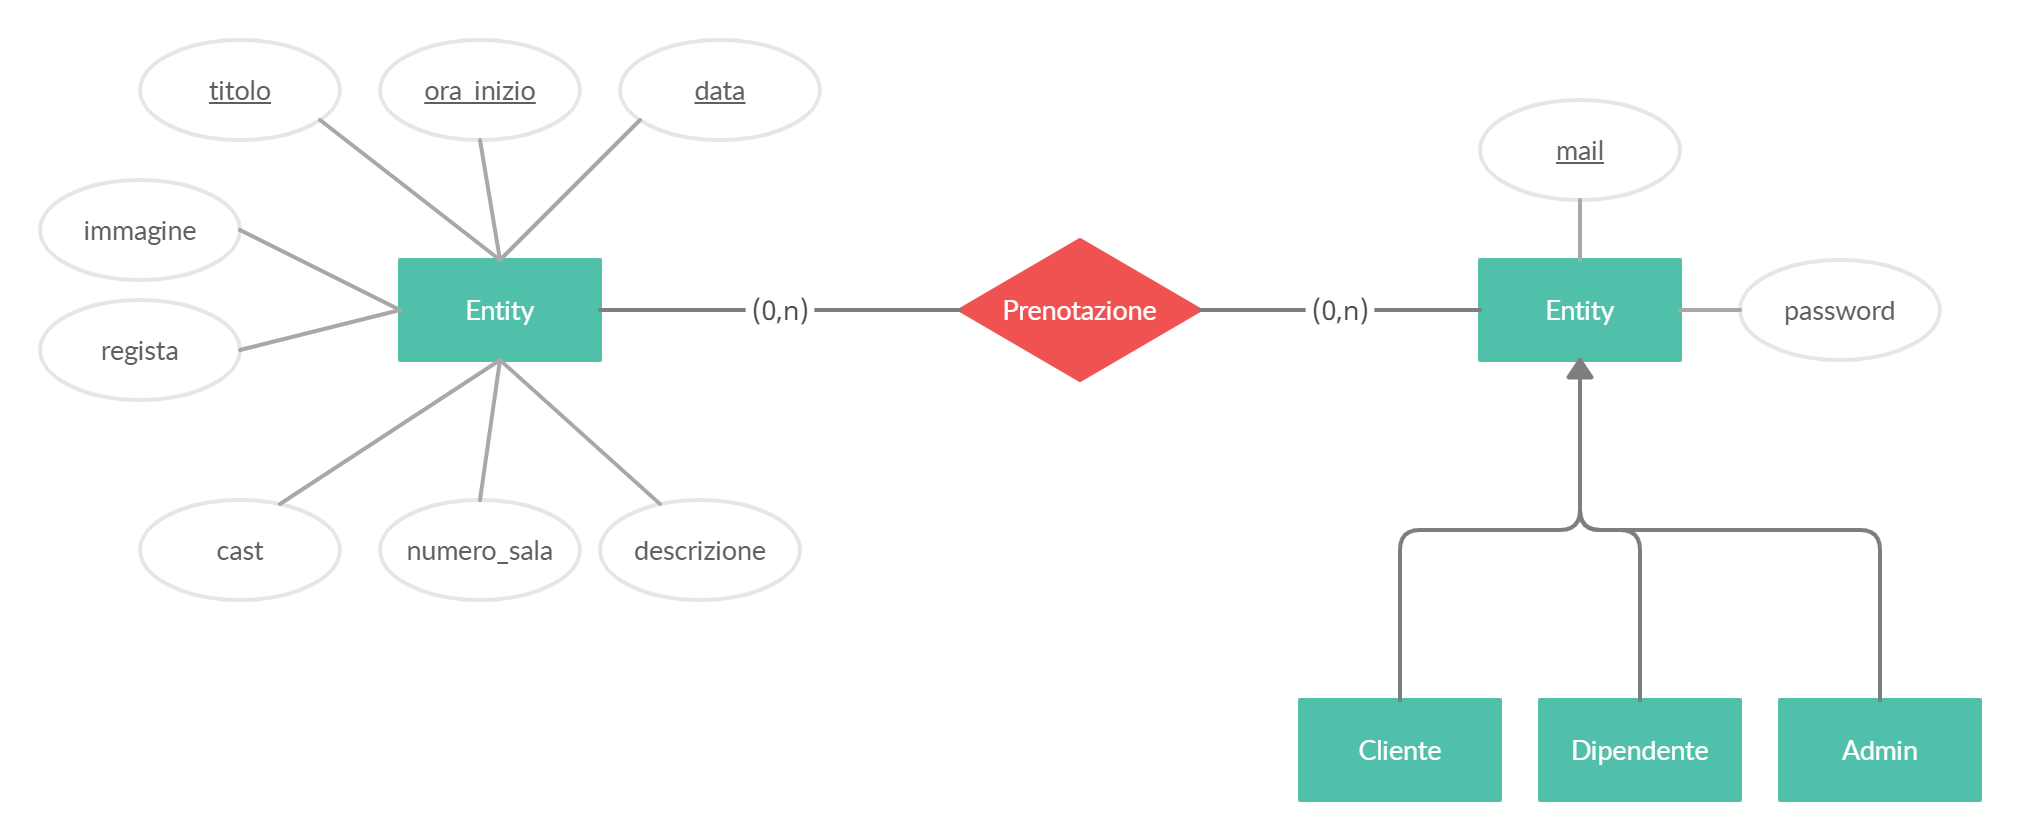 titolo
ora_inizio
data
mail
immagine
regista
Entity
(0,n)
Prenotazione
(0,n)
Entity
password
cast
numero_sala
descrizione
Cliente
Dipendente
Admin